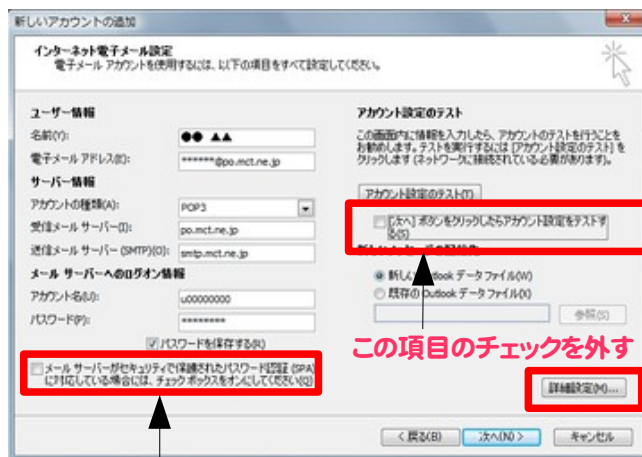 新しいアカウントの追加
インターネット電子メール設定
電子メール アカウントを使用するには、以下の項目をすべて設定してください。
ユーザー情報
名前(Y):
●● ▲▲
電子メール アドレス(E):
******@po.mct.ne.jp
サーバー情報
アカウントの種類(A):
POP3
受信メール サーバー(I):
po.mct.ne.jp
送信メール サーバー (SMTP)(O):
smtp.mct.ne.jp
メール サーバーへのログオン情報
アカウント名(U):
u00000000
パスワード(P):
********
パスワードを保存する(R)
メール サーバーがセキュリティで保護されたパスワード認証 (SPA)
に対応している場合には、チェック ボックスをオンにしてください(Q)
アカウント設定のテスト
この画面内に情報を入力したら、アカウントのテストを行うことを
お勧めします。テストを実行するには [アカウント設定のテスト] を
クリックします (ネットワークに接続されている必要があります)。
アカウント設定のテスト(T)
[次へ] ボタンをクリックしたらアカウント設定をテストす
る(S)
新しい Outlook データ ファイル(W)
既存の Outlook データ ファイル(X)
参照(S)
この項目のチェックを外す
詳細設定(M)...
< 戻る(B)
次へ(N) >
キャンセル